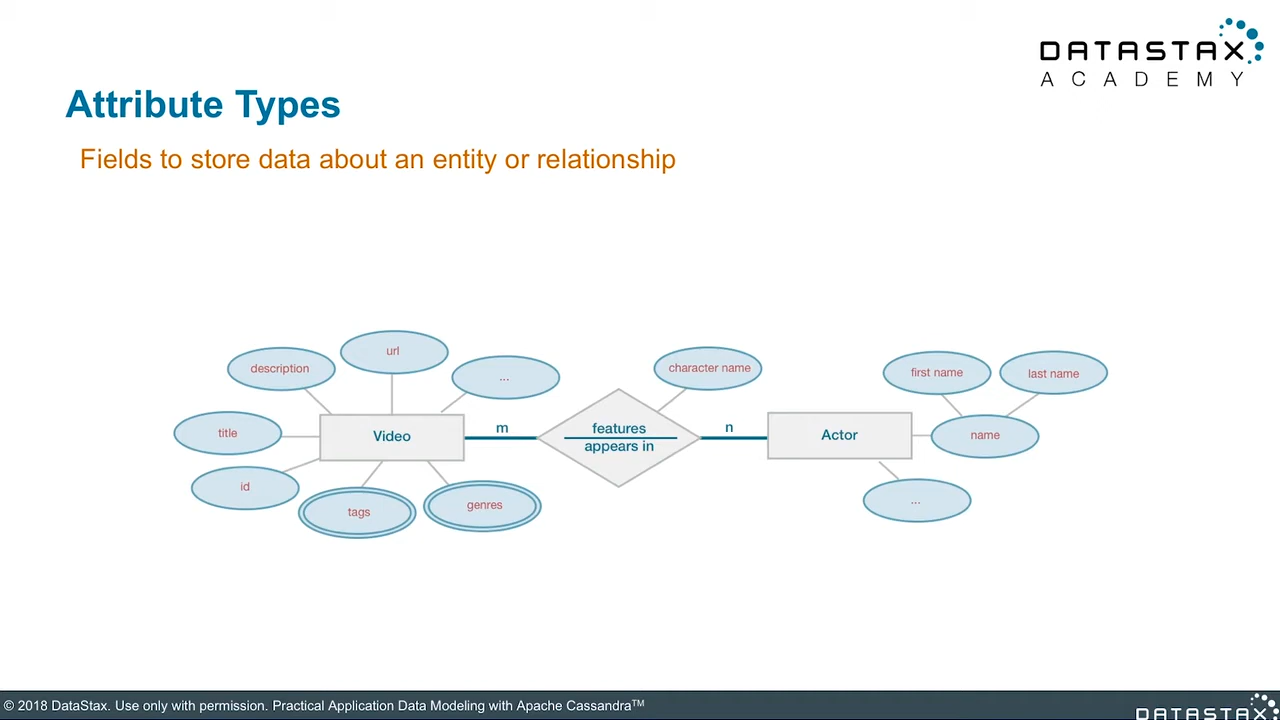 DATASTAX
ACADEMY
Attribute Types
Fields to store data about an entity or relationship
url
description
...
character name
first name
last name
title
Video
m
features
appears in
n
Actor
name
id
tags
genres
...
© 2018 DataStax. Use only with permission. Practical Application Data Modeling with Apache Cassandra™
DATASTAX